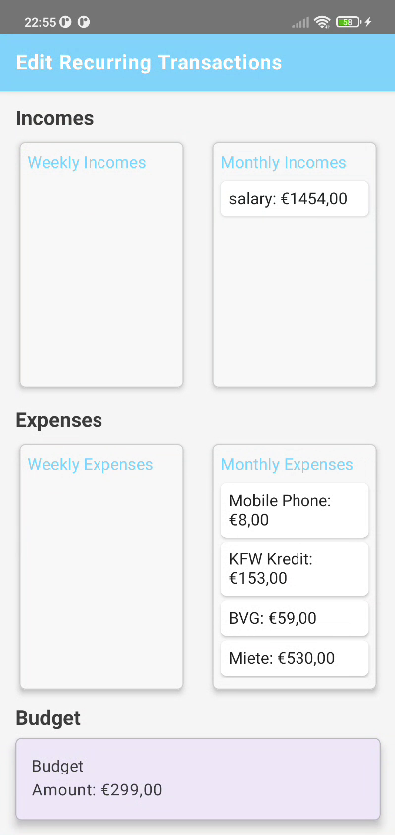 22:55
58
Edit Recurring Transactions
Incomes
Weekly Incomes
Monthly Incomes
salary: €1454,00
Expenses
Weekly Expenses
Monthly Expenses
Mobile Phone:
€8,00
KFW Kredit:
€153,00
BVG: €59,00
Miete: €530,00
Budget
Budget
Amount: €299,00